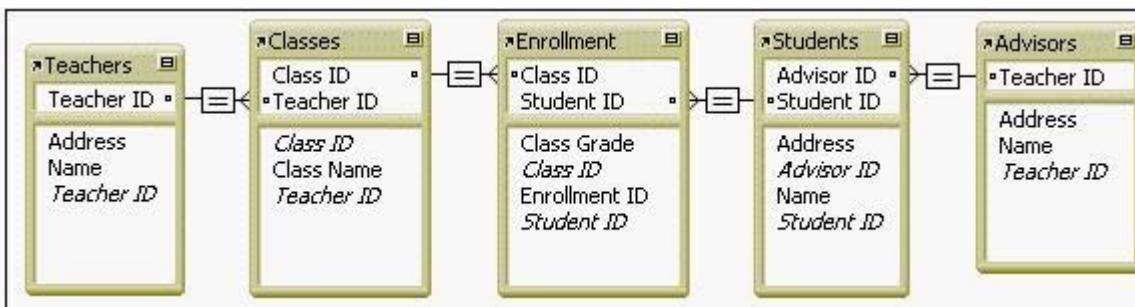 Teachers
Teacher ID
Address
Name
Teacher ID
Classes
Class ID
Teacher ID
Class ID
Class Name
Teacher ID
Enrollment
Class ID
Student ID
Class Grade
Class ID
Enrollment ID
Student ID
Students
Advisor ID
Student ID
Address
Advisor ID
Name
Student ID
Advisors
Teacher ID
Address
Name
Teacher ID